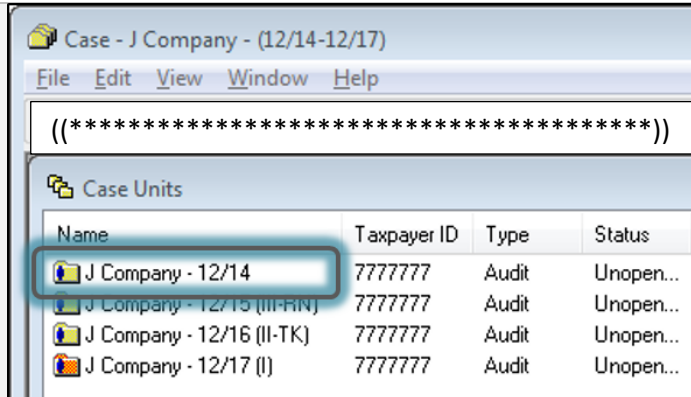 Case - J Company - (12/14-12/17)
File Edit View Window Help
((****************************************))
Case Units
Name Taxpayer ID Type Status
J Company - 12/14 7777777 Audit Unopen...
J Company - 12/15 (III-RN) 7777777 Audit Unopen...
J Company - 12/16 (II-TK) 7777777 Audit Unopen...
J Company - 12/17 (I) 7777777 Audit Unopen...